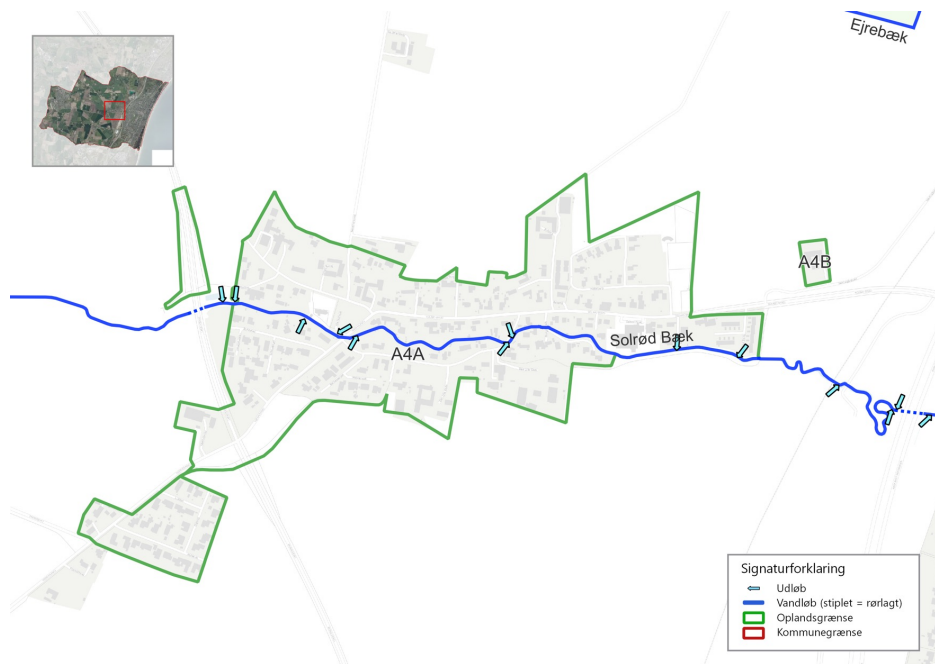 Ejrebæk
A4B
Solrød Bæk
A4A
Signaturforklaring
Udløb
Vandløb (stiplet = rørlagt)
Oplandsgrænse
Kommunegrænse